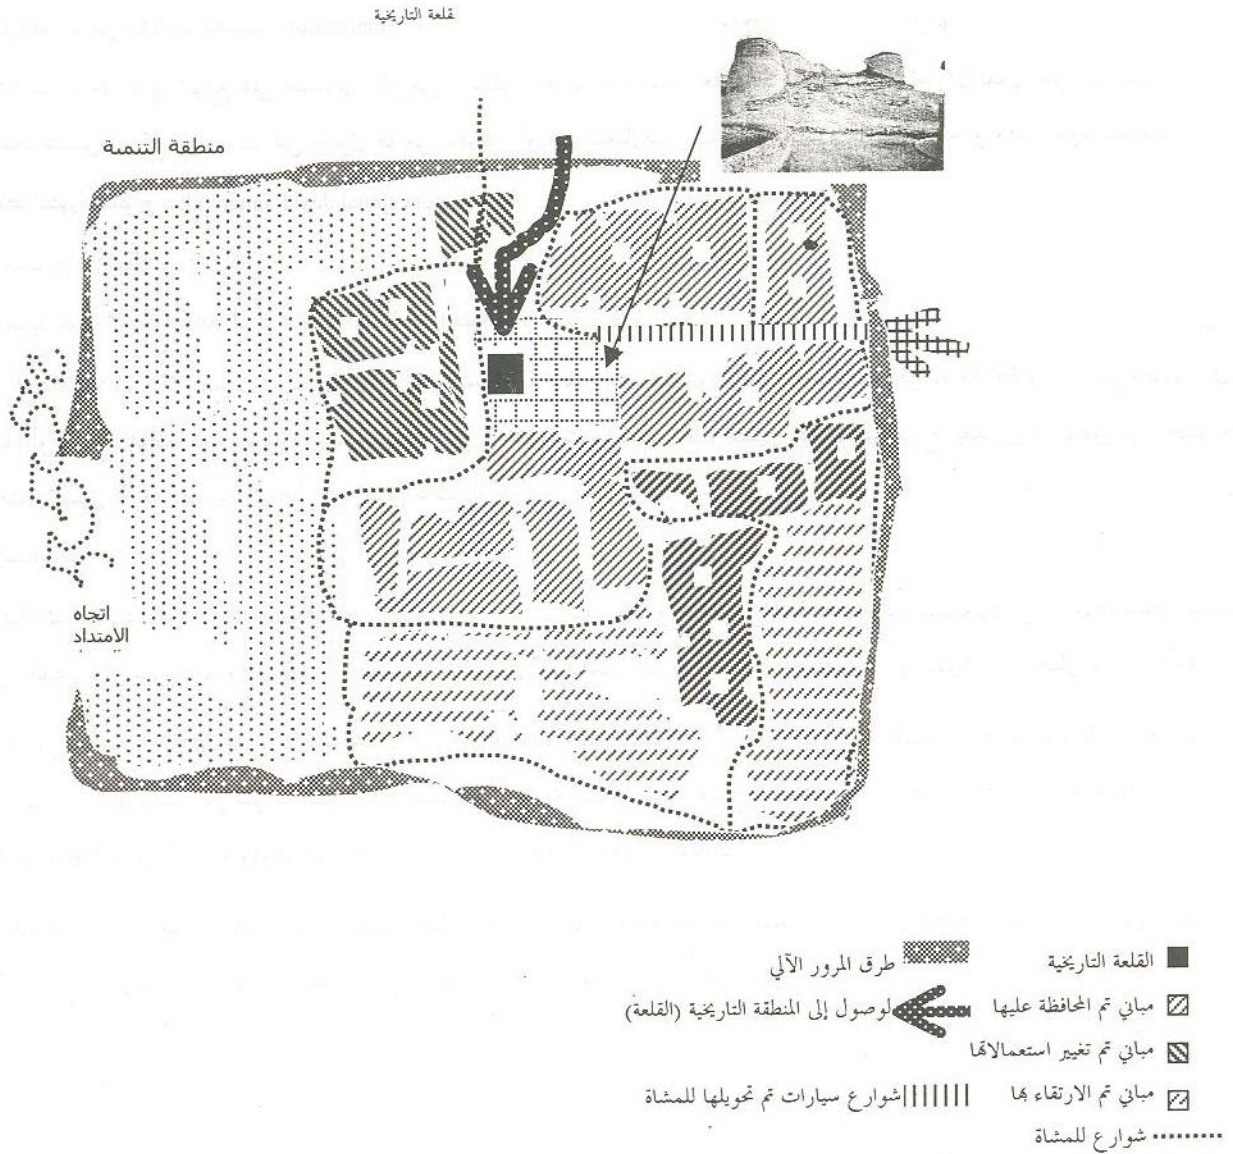 قلعة التاريخية
منطقة التنمية
اتجاه
الامتداد
القلعة التاريخية
طرق المرور الآلي
مباني تم المحافظة عليها
لوصول إلى المنطقة التاريخية (القلعة)
مباني تم تغيير استعمالاتها
مباني تم الارتقاء بها
شوارع سيارات تم تحويلها للمشاة
شوارع للمشاة